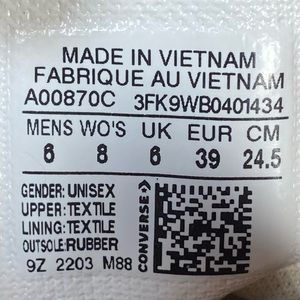 MADE IN VIETNAM
FABRIQUE AU VIETNAM
A00870C 3FK9WB0401434
MENS WO'S UK EUR CM
6 8 6 39 24.5
GENDER: UNISEX
UPPER: TEXTILE
LINING: TEXTILE
OUTSOLE: RUBBER
9Z 2203 M88
CONVERSE